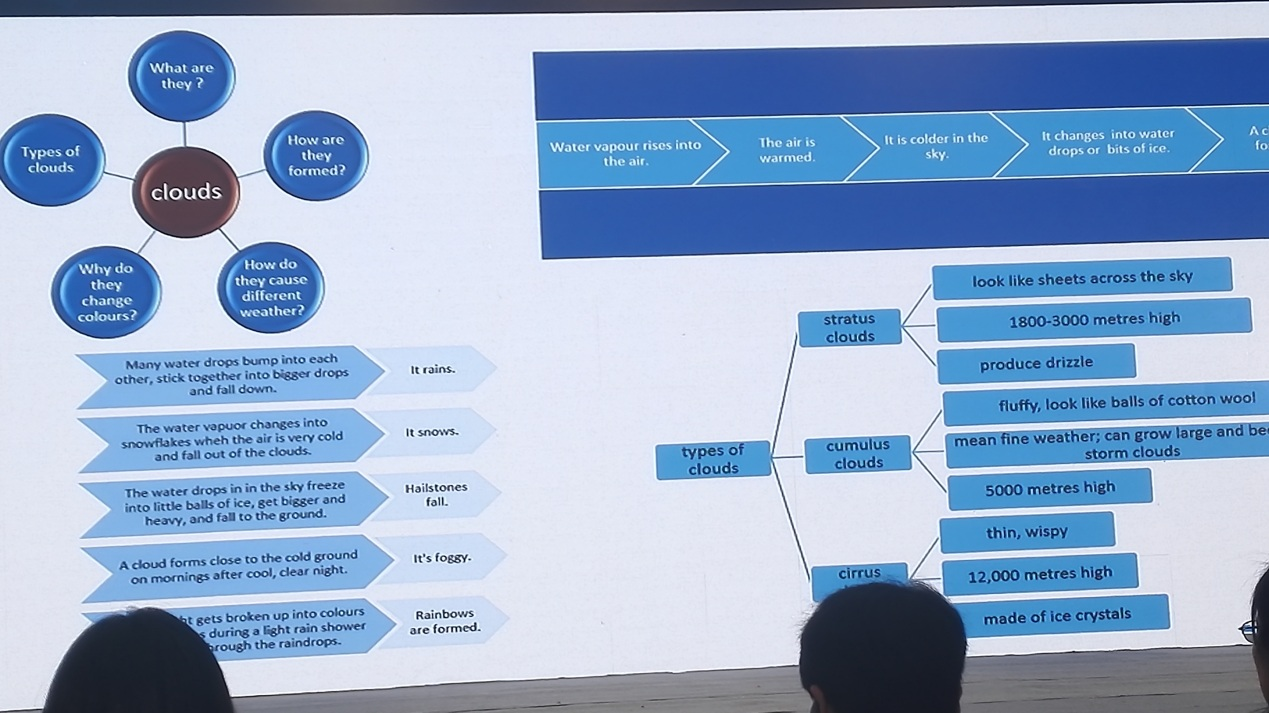 What are
they ?
Types of
clouds
How are
they
formed?
clouds
Why do
they
change
colours?
How do
they cause
different
weather?
Many water drops bump into each
other, stick together into bigger drops
and fall down.
It rains.
The water vapuor changes into
snowflakes wheh the air is very cold
and fall out of the clouds.
It snows.
The water drops in in the sky freeze
into little balls of ice, get bigger and
heavy, and fall to the ground.
Hailstones
fall.
A cloud forms close to the cold ground
on mornings after cool, clear night.
It's foggy.
gets broken up into colours
during a light rain shower
the raindrops.
Rainbows
are formed.
Water vapour rises into
the air.
The air is
warmed.
It is colder in the
sky.
It changes into water
drops or bits of ice.
A
types of
clouds
stratus
clouds
look like sheets across the sky
1800-3000 metres high
produce drizzle
cumulus
clouds
fluffy, look like balls of cotton wool
mean fine weather; can grow large and
storm clouds
5000 metres high
cirrus
thin, wispy
12,000 metres high
made of ice crystals